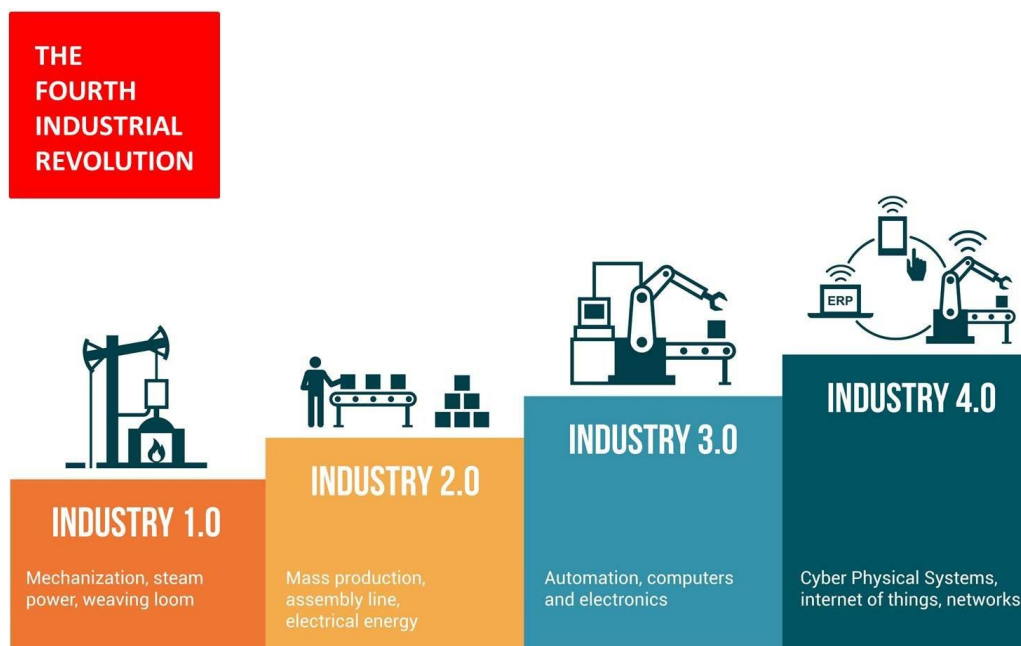 THE
FOURTH
INDUSTRIAL
REVOLUTION
ERP
INDUSTRY 1.0
Mechanization, steam
power, weaving loom
INDUSTRY 2.0
Mass production,
assembly line,
electrical energy
INDUSTRY 3.0
Automation, computers
and electronics
INDUSTRY 4.0
Cyber Physical Systems,
internet of things, networks